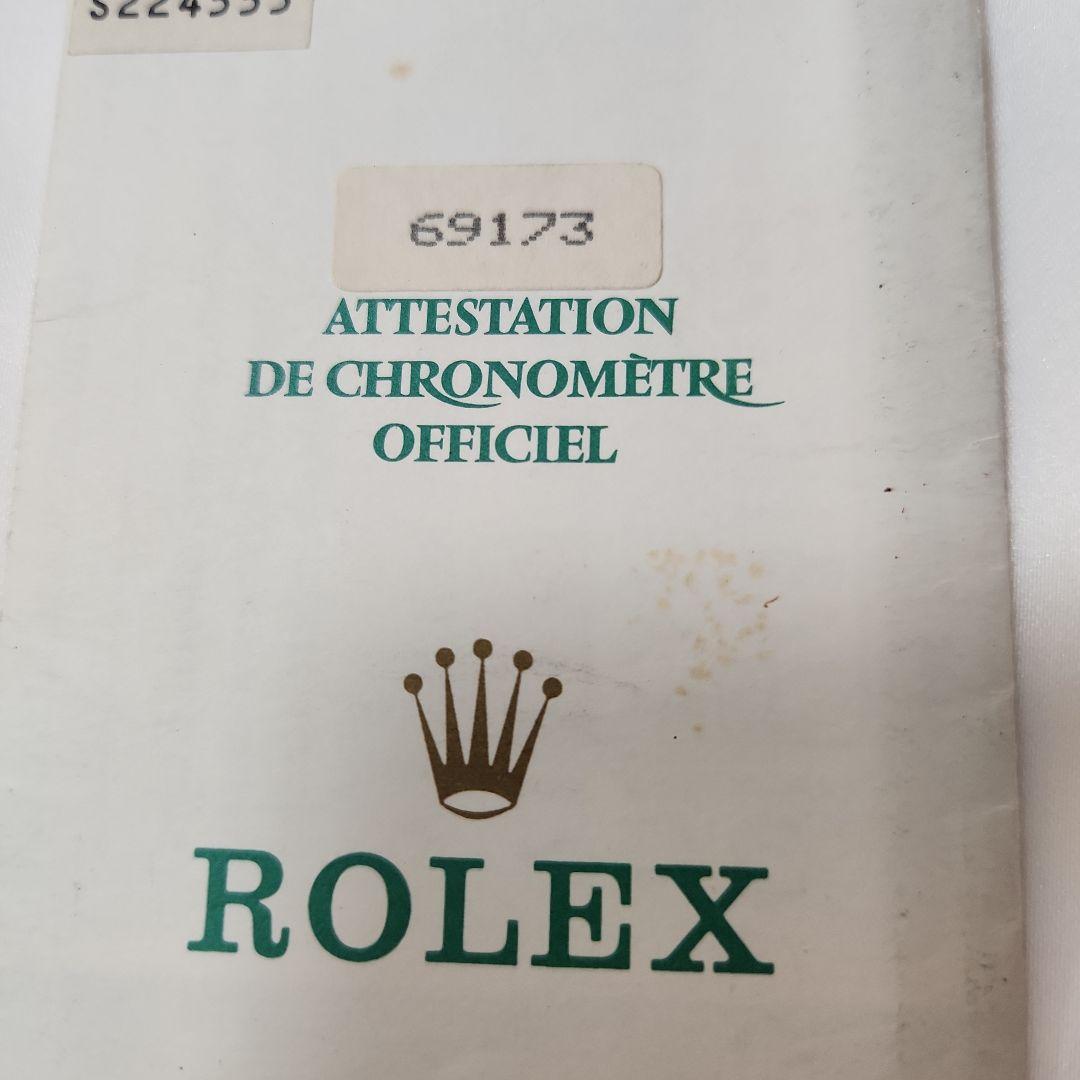 69173
ATTESTATION
DE CHRONOMÈTRE
OFFICIEL
ROLEX